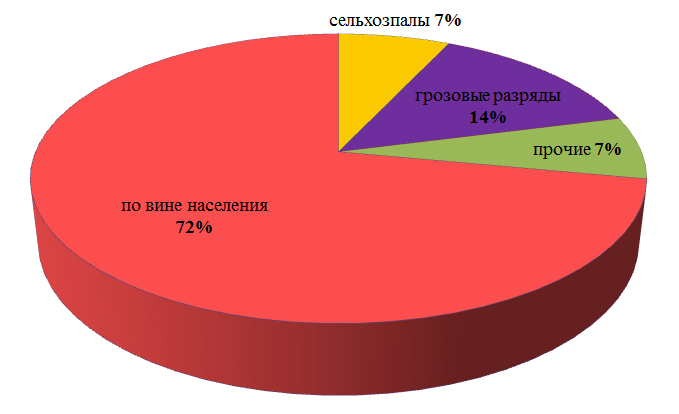 сельхозпалы 7%
грозовые разряды
14%
прочие 7%
по вине населения
72%